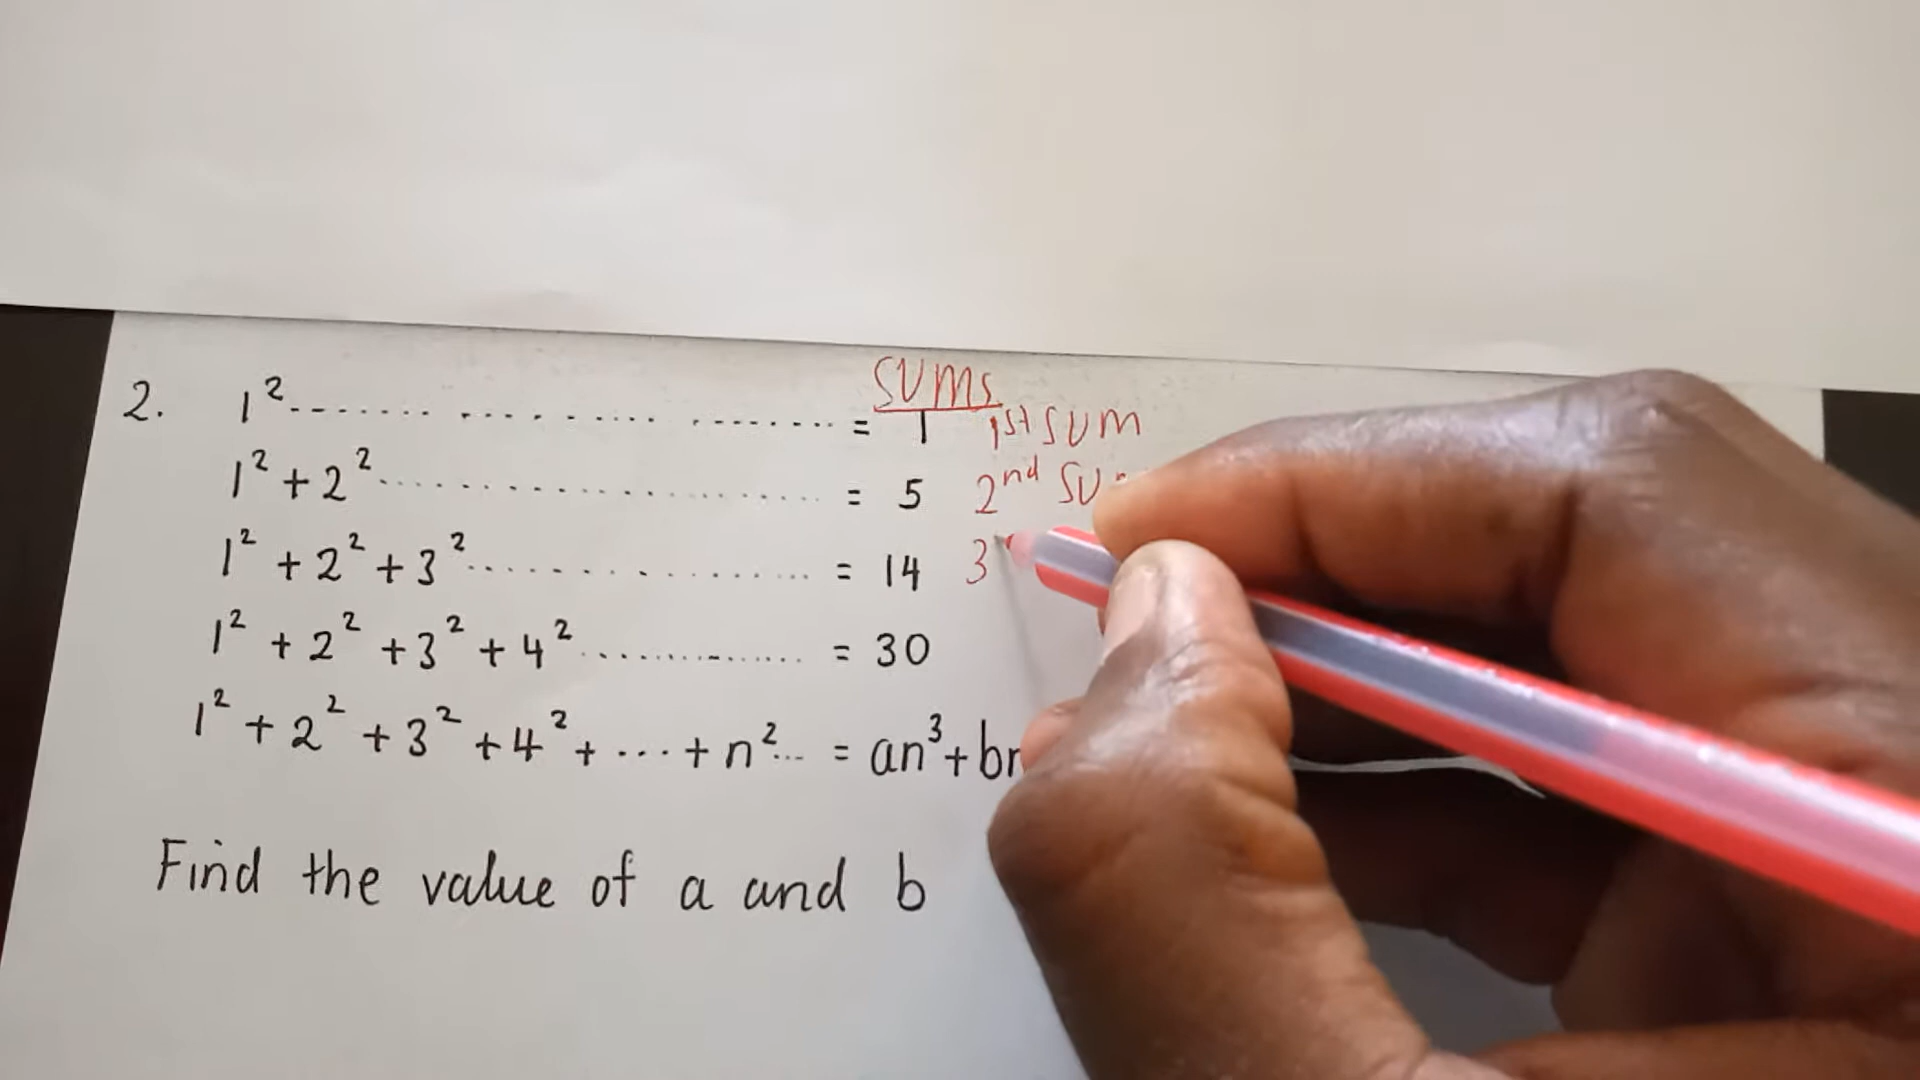 SUMS
2. 1²........................ = 1 1st SUM
1² + 2²........................ = 5 2nd
1² + 2² + 3²........................ = 14 3
1² + 2² + 3² + 4²................ = 30
1² + 2² + 3² + 4² + ... + n²... = an³ + b
Find the value of a and b